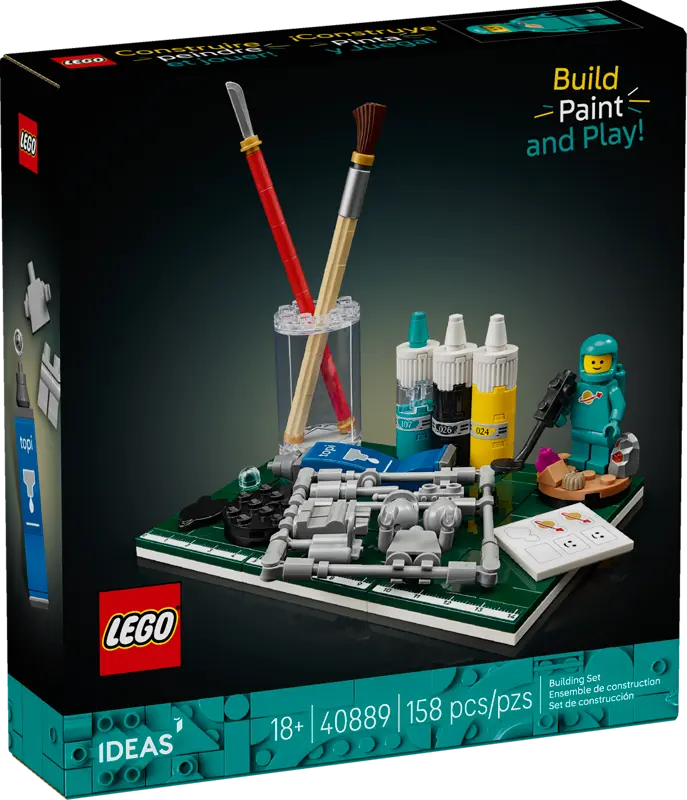 LEGO
Construire
Peindre
et jouer!
¡Construye
Pinta
y Juega!
Build
Paint
and Play!
LEGO
topi
107
026
024
topi
LEGO
IDEAS
18+
40889
158 pcs/pzs
Building Set
Ensemble de construction
Set de construcción